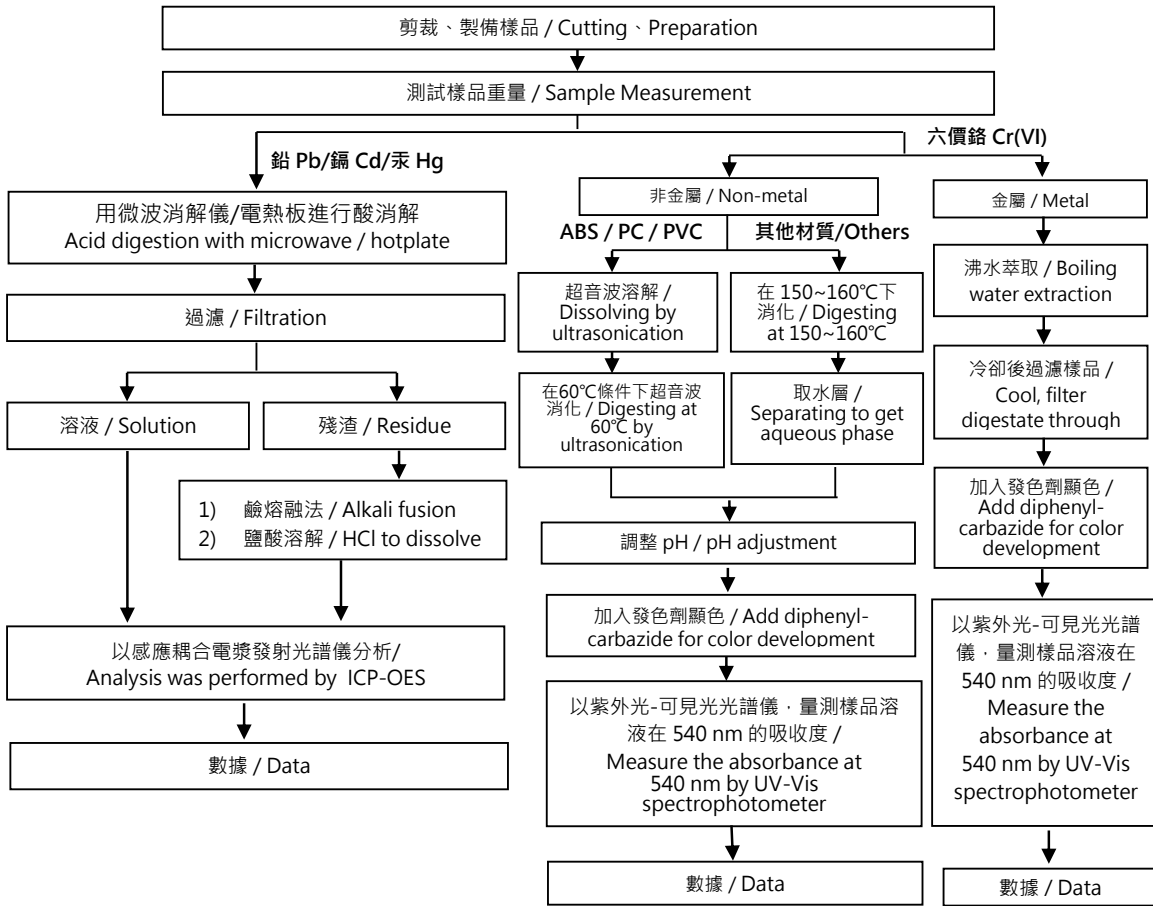 剪裁、製備樣品 / Cutting、Preparation
測試樣品重量 / Sample Measurement
鉛 Pb/鎘 Cd/汞 Hg
六價鉻 Cr(VI)
用微波消解儀/電熱板進行酸消解
Acid digestion with microwave / hotplate
過濾 / Filtration
溶液 / Solution
殘渣 / Residue
1) 鹼熔融法 / Alkali fusion
2) 鹽酸溶解 / HCl to dissolve
以感應耦合電漿發射光譜儀分析/
Analysis was performed by ICP-OES
數據 / Data
非金屬 / Non-metal
ABS / PC / PVC
其他材質/Others
超音波溶解 /
Dissolving by
ultrasonication
在60℃條件下超音波
消化 / Digesting at
60℃ by
ultrasonication
在 150~160℃下
消化 / Digesting
at 150~160℃
取水層 /
Separating to get
aqueous phase
調整 pH / pH adjustment
加入發色劑顯色 / Add diphenyl-
carbazide for color development
以紫外光-可見光光譜儀，量測樣品溶
液在 540 nm 的吸收度 /
Measure the absorbance at
540 nm by UV-Vis
spectrophotometer
數據 / Data
金屬 / Metal
沸水萃取 / Boiling
water extraction
冷卻後過濾樣品 /
Cool, filter
digestate through
加入發色劑顯色 /
Add diphenyl-
carbazide for color
development
以紫外光-可見光光譜
儀，量測樣品溶液在
540 nm 的吸收度 /
Measure the
absorbance at
540 nm by UV-Vis
spectrophotometer
數據 / Data